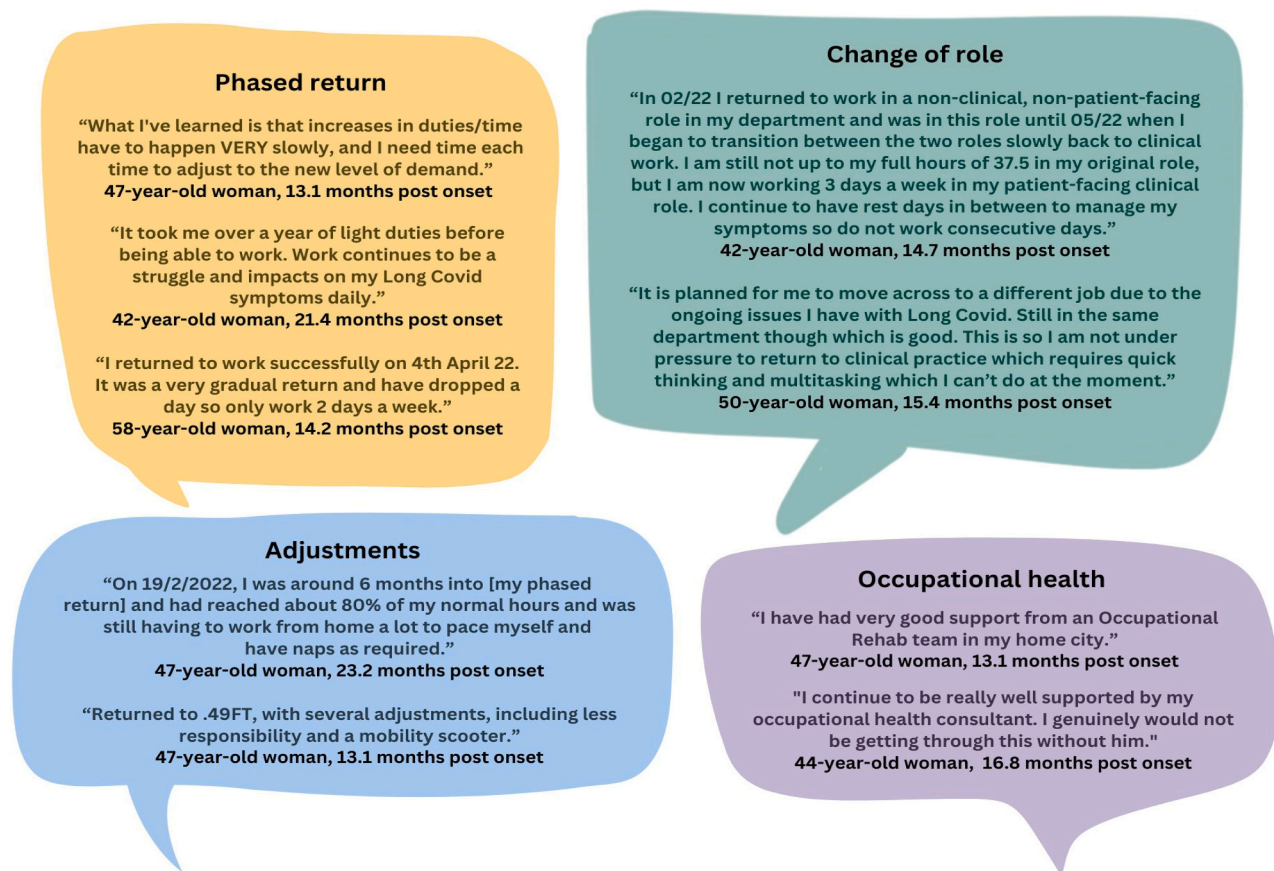 Phased return
“What I've learned is that increases in duties/time
have to happen VERY slowly, and I need time each
time to adjust to the new level of demand.”
47-year-old woman, 13.1 months post onset
“It took me over a year of light duties before
being able to work. Work continues to be a
struggle and impacts on my Long Covid
symptoms daily.”
42-year-old woman, 21.4 months post onset
“I returned to work successfully on 4th April 22.
It was a very gradual return and have dropped a
day so only work 2 days a week.”
58-year-old woman, 14.2 months post onset
Change of role
“In 02/22 I returned to work in a non-clinical, non-patient-facing
role in my department and was in this role until 05/22 when I
began to transition between the two roles slowly back to clinical
work. I am still not up to my full hours of 37.5 in my original role,
but I am now working 3 days a week in my patient-facing clinical
role. I continue to have rest days in between to manage my
symptoms so do not work consecutive days.”
42-year-old woman, 14.7 months post onset
“It is planned for me to move across to a different job due to the
ongoing issues I have with Long Covid. Still in the same
department though which is good. This is so I am not under
pressure to return to clinical practice which requires quick
thinking and multitasking which I can’t do at the moment.”
50-year-old woman, 15.4 months post onset
Adjustments
“On 19/2/2022, I was around 6 months into [my phased
return] and had reached about 80% of my normal hours and was
still having to work from home a lot to pace myself and
have naps as required.”
47-year-old woman, 23.2 months post onset
“Returned to .49FT, with several adjustments, including less
responsibility and a mobility scooter.”
47-year-old woman, 13.1 months post onset
Occupational health
“I have had very good support from an Occupational
Rehab team in my home city.”
47-year-old woman, 13.1 months post onset
"I continue to be really well supported by my
occupational health consultant. I genuinely would not
be getting through this without him."
44-year-old woman, 16.8 months post onset